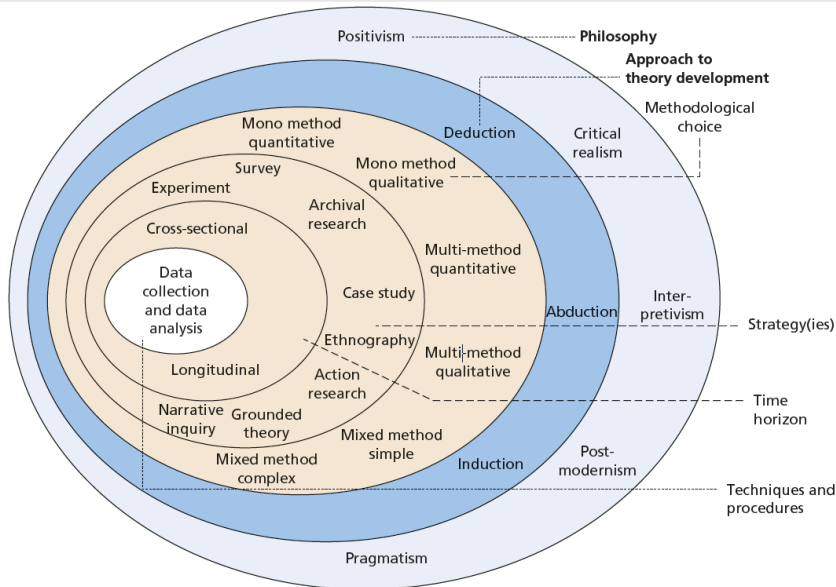 Positivism
Philosophy
Approach to
theory development
Methodological
choice
Deduction
Critical
realism
Mono method
quantitative
Mono method
qualitative
Survey
Experiment
Archival
research
Cross-sectional
Multi-method
quantitative
Data
collection
and data
analysis
Case study
Inter-
pretivism
Abduction
Strategy(ies)
Ethnography
Multi-method
qualitative
Longitudinal
Action
research
Time
horizon
Narrative
inquiry
Grounded
theory
Mixed method
simple
Mixed method
complex
Induction
Post-
modernism
Techniques and
procedures
Pragmatism